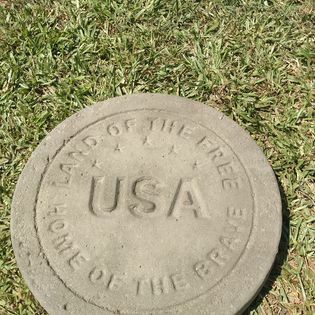 LAND OF THE FREE
USA
HOME OF THE BRAVE